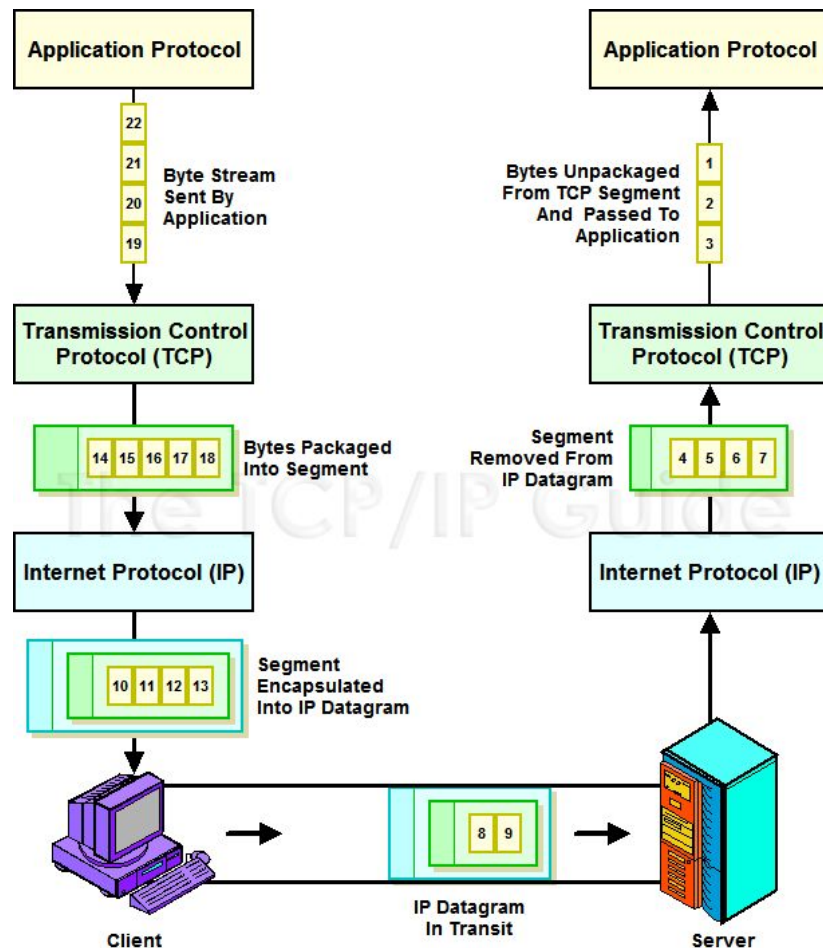 Application Protocol
Application Protocol
22
21
20
19
Byte Stream
Sent By
Application
Bytes Unpackaged
From TCP Segment
And Passed To
Application
1
2
3
Transmission Control
Protocol (TCP)
Transmission Control
Protocol (TCP)
14 15 16 17 18
Bytes Packaged
Into Segment
Segment
Removed From
IP Datagram
4 5 6 7
The TCP/IP Guide
Internet Protocol (IP)
Internet Protocol (IP)
10 11 12 13
Segment
Encapsulated
Into IP Datagram
8 9
IP Datagram
In Transit
Client
Server